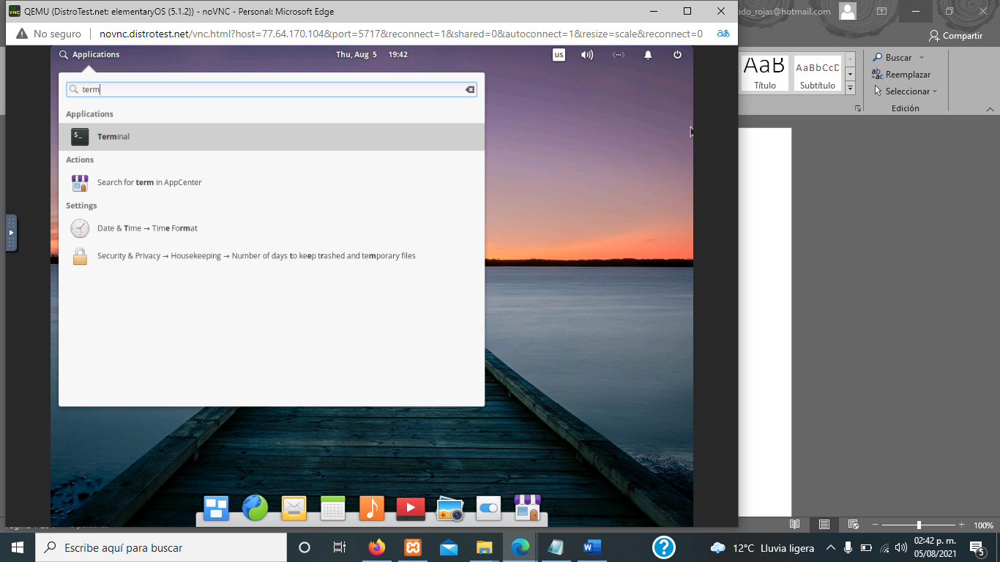 QEMU (DistroTest.net: elementaryOS (5.1.2)) - noVNC - Personal: Microsoft Edge
No seguro
novnc.distrotest.net/vnc.html?host=77.64.170.104&port=5717&reconnect=1&shared=0&autoconnect=1&resize=scale&reconnect=0
ado_rojas@hotmail.com
Compartir
AaB
AaBbCcD
Título
Subtítulo
Buscar
Reemplazar
Seleccionar
Edición
Applications
Thu, Aug 5 19:42
us
term
Applications
Terminal
Actions
Search for term in AppCenter
Settings
Date & Time → Time Format
Security & Privacy → Housekeeping → Number of days to keep trashed and temporary files
100%
Escribe aquí para buscar
12°C Lluvia ligera
02:42 p. m.
05/08/2021
5